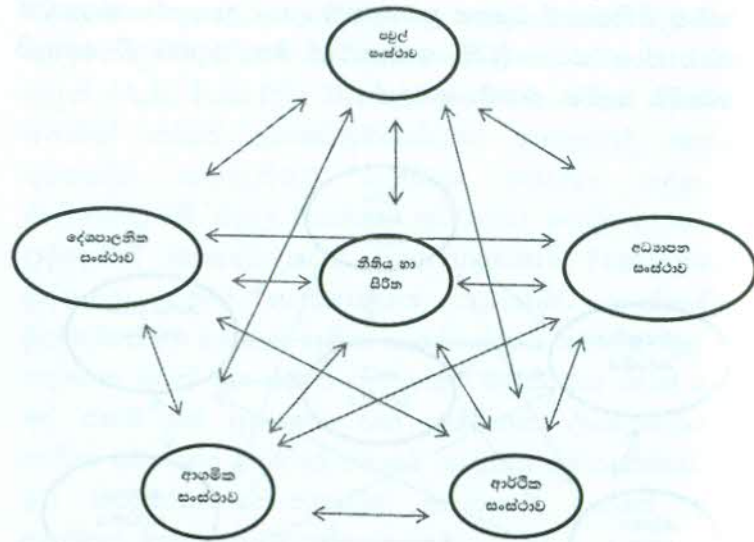 පවුල්
සංස්ථාව
දේශපාලනික
සංස්ථාව
නීතිය හා
සිරිත
අධ්‍යාපන
සංස්ථාව
ආගමික
සංස්ථාව
ආර්ථික
සංස්ථාව